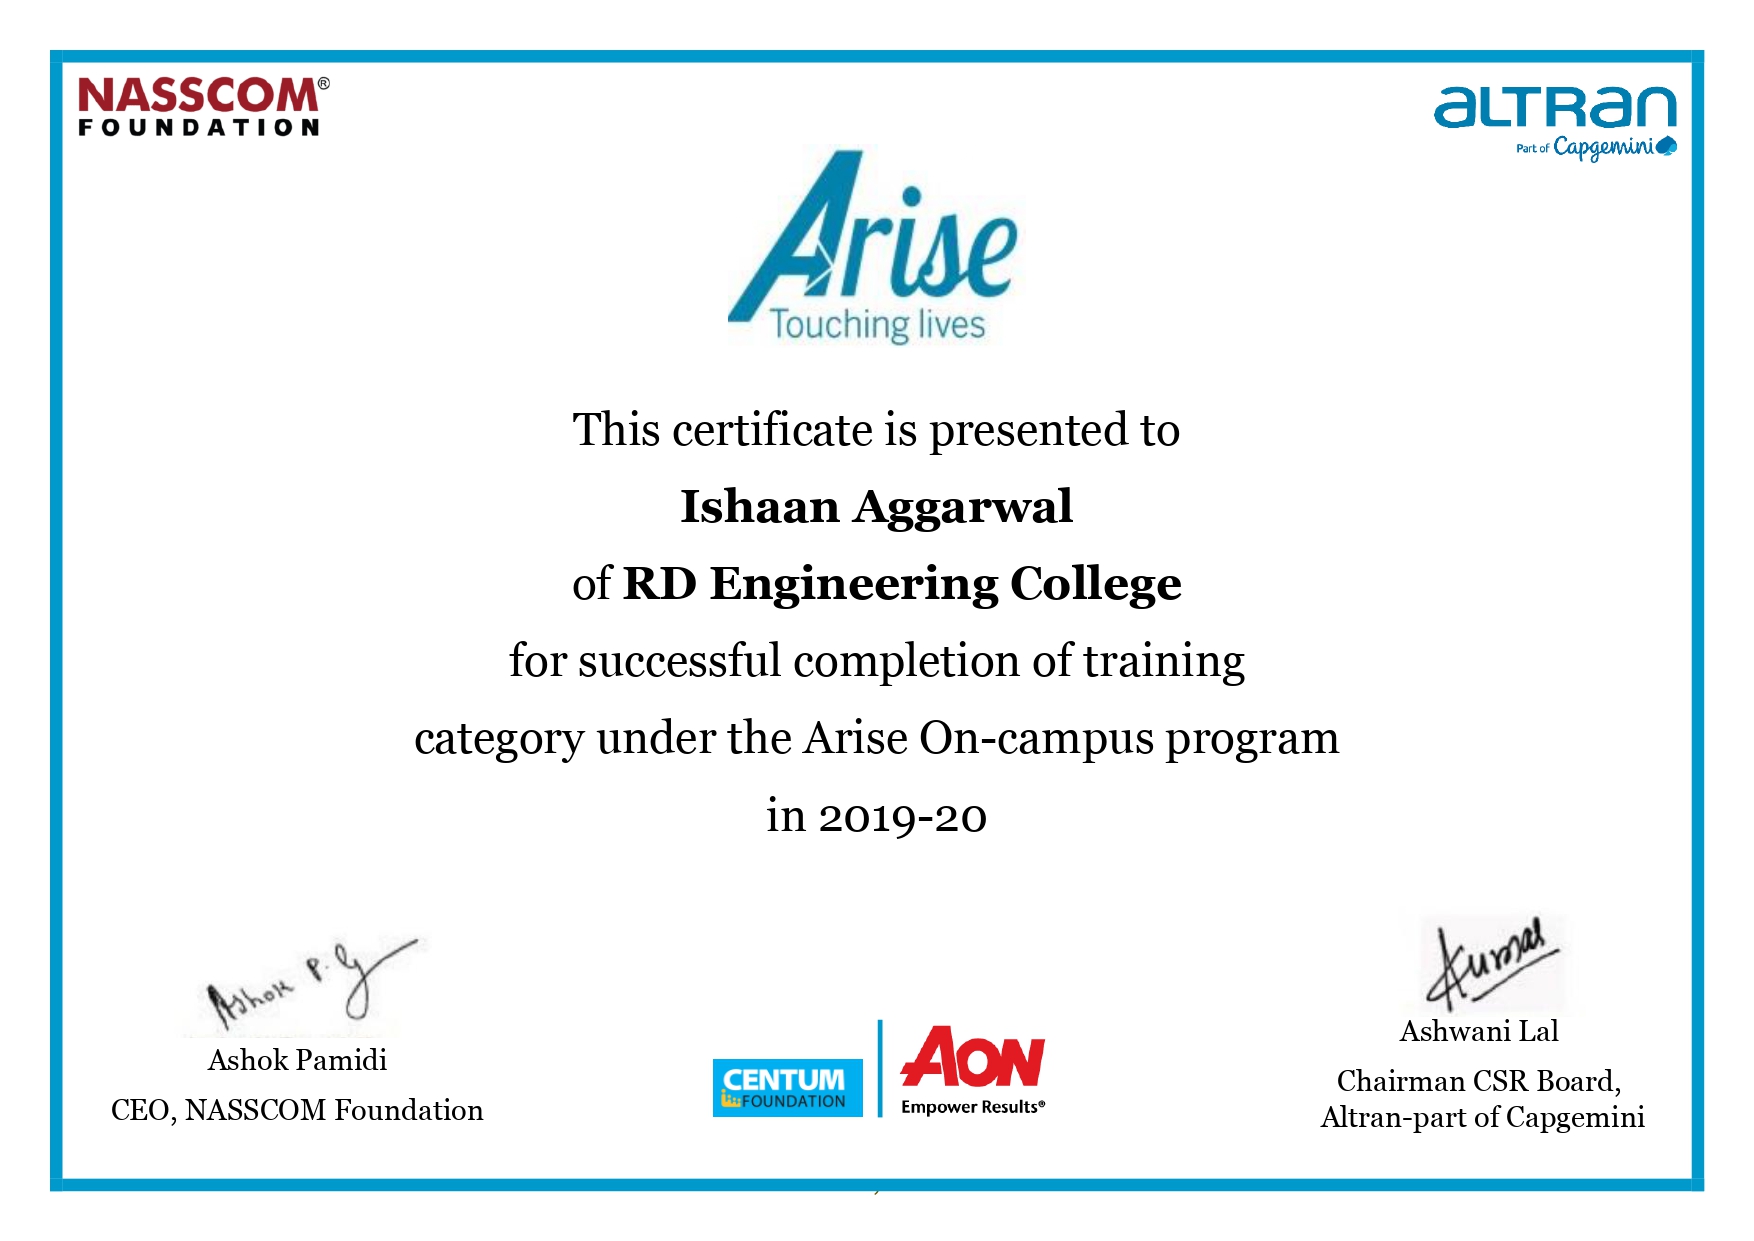 NASSCOM®
FOUNDATION
aLTRan
Part of Capgemini
Arise
Touching lives
This certificate is presented to
Ishaan Aggarwal
of RD Engineering College
for successful completion of training
category under the Arise On-campus program
in 2019-20
Ashok P. G
Kumar
Ashok Pamidi
CEO, NASSCOM Foundation
CENTUM
FOUNDATION
AON
Empower Results®
Ashwani Lal
Chairman CSR Board,
Altran-part of Capgemini